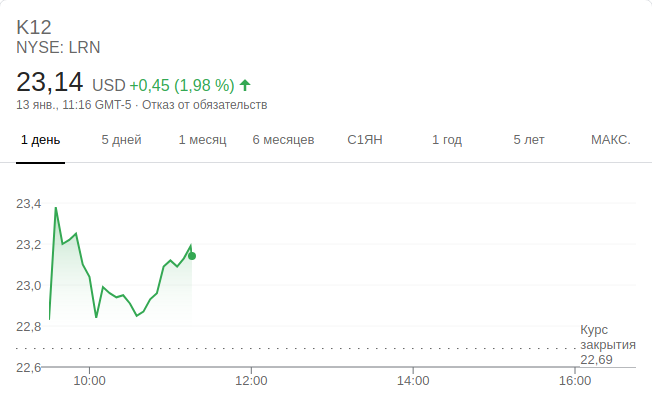 K12
NYSE: LRN
23,14 USD +0,45 (1,98 %)
13 янв., 11:16 GMT-5 · Отказ от обязательств
1 день 5 дней 1 месяц 6 месяцев С1ЯН 1 год 5 лет МАКС.
23,4
23,2
23,0
22,8
Курс
закрытия
22,69
22,6
10:00 12:00 14:00 16:00